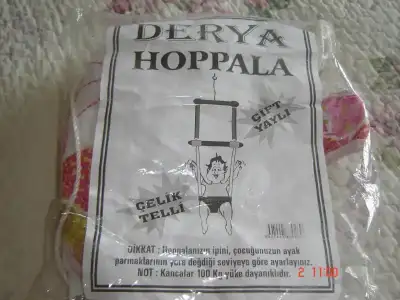 DERYA
HOPPALA
ÇİFT
YAYLI
ÇELİK
TELLİ
DİKKAT : Hoppalanızın ipini, çocuğunuzun ayak
parmaklarının yere değdiği seviyeye göre ayarlayınız.
NOT : Kancalar 100 Kg yüke dayanıklıdır.